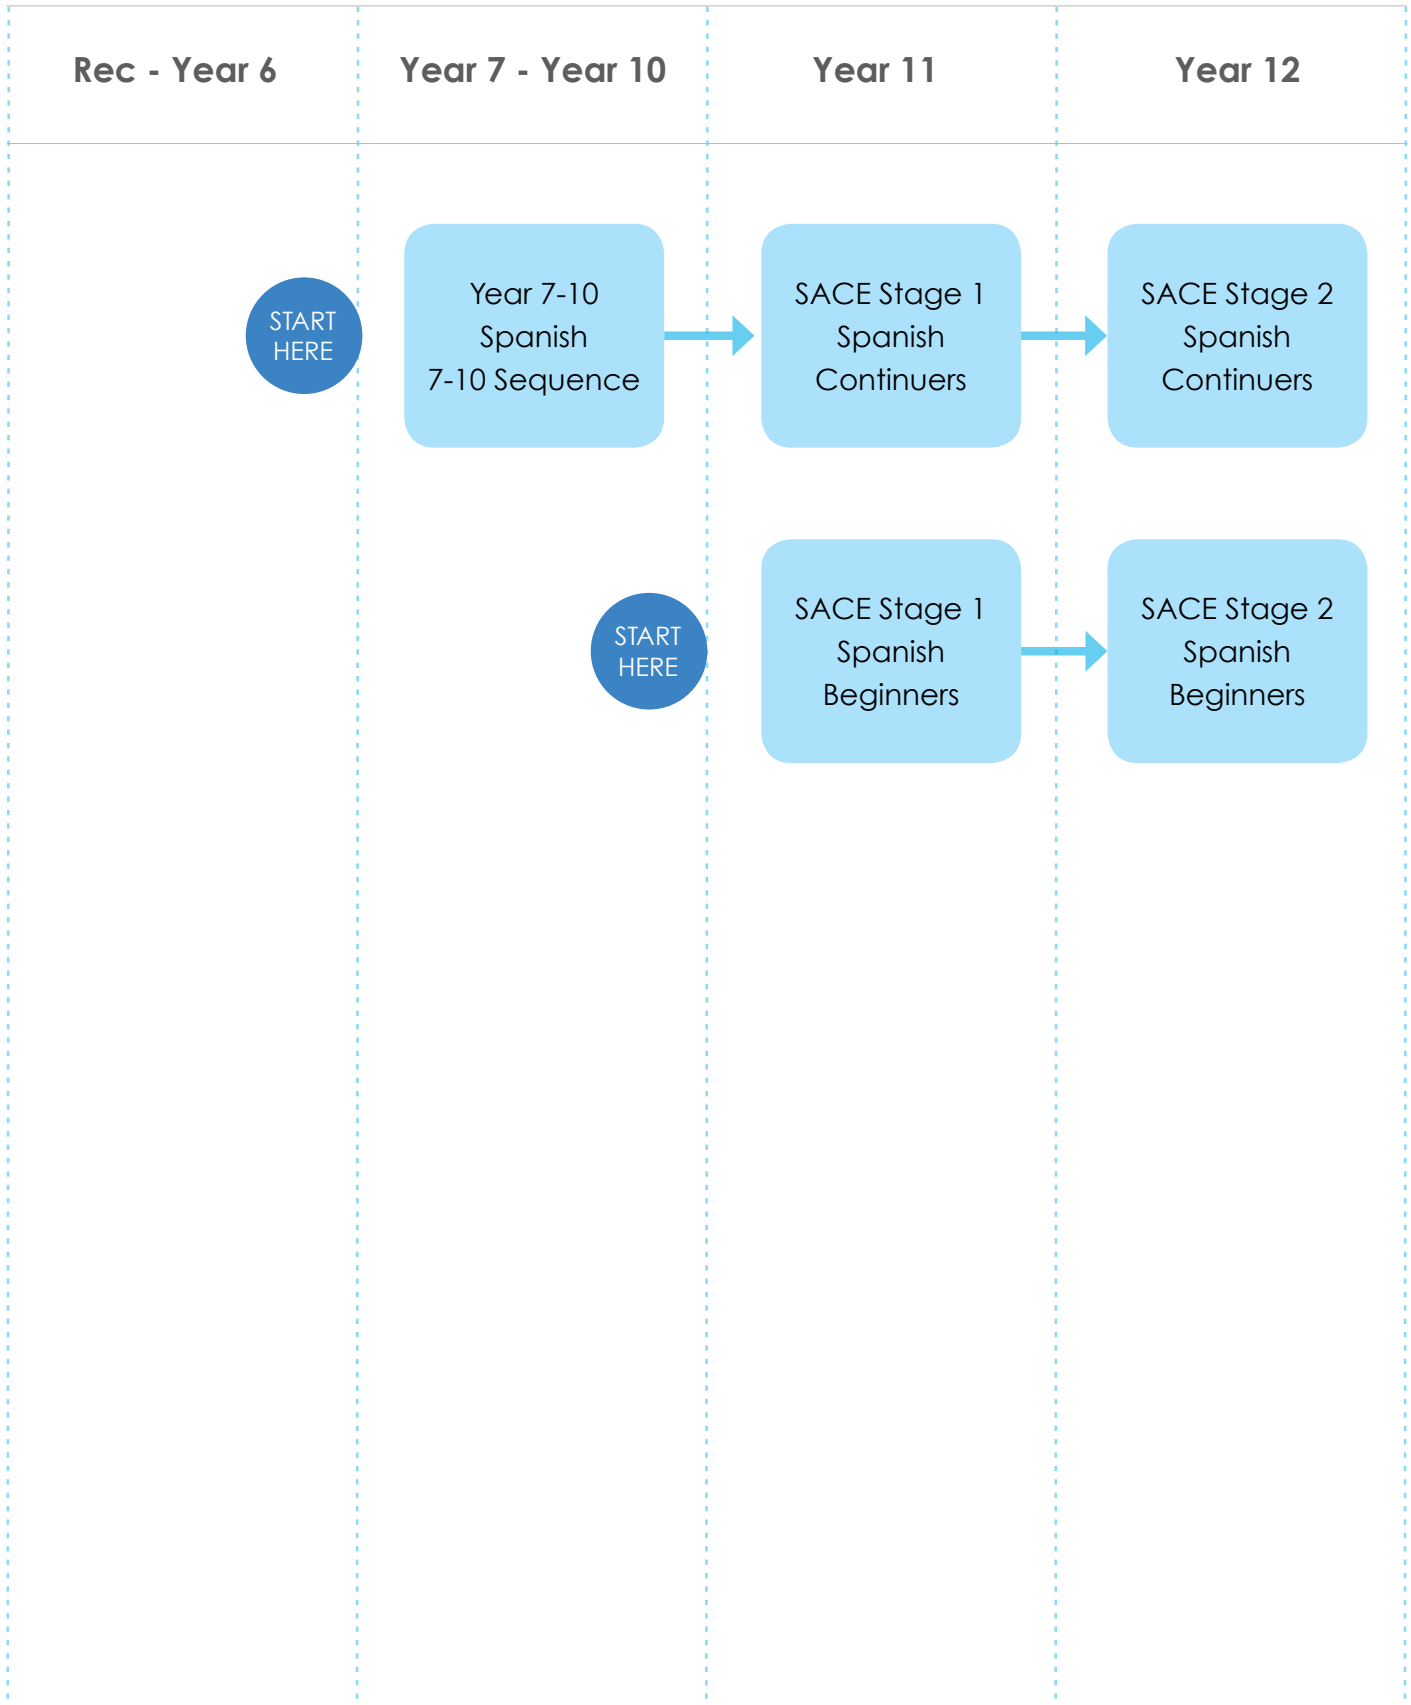 Rec - Year 6
Year 7 - Year 10
Year 11
Year 12
START
HERE
Year 7-10
Spanish
7-10 Sequence
SACE Stage 1
Spanish
Continuers
SACE Stage 2
Spanish
Continuers
START
HERE
SACE Stage 1
Spanish
Beginners
SACE Stage 2
Spanish
Beginners